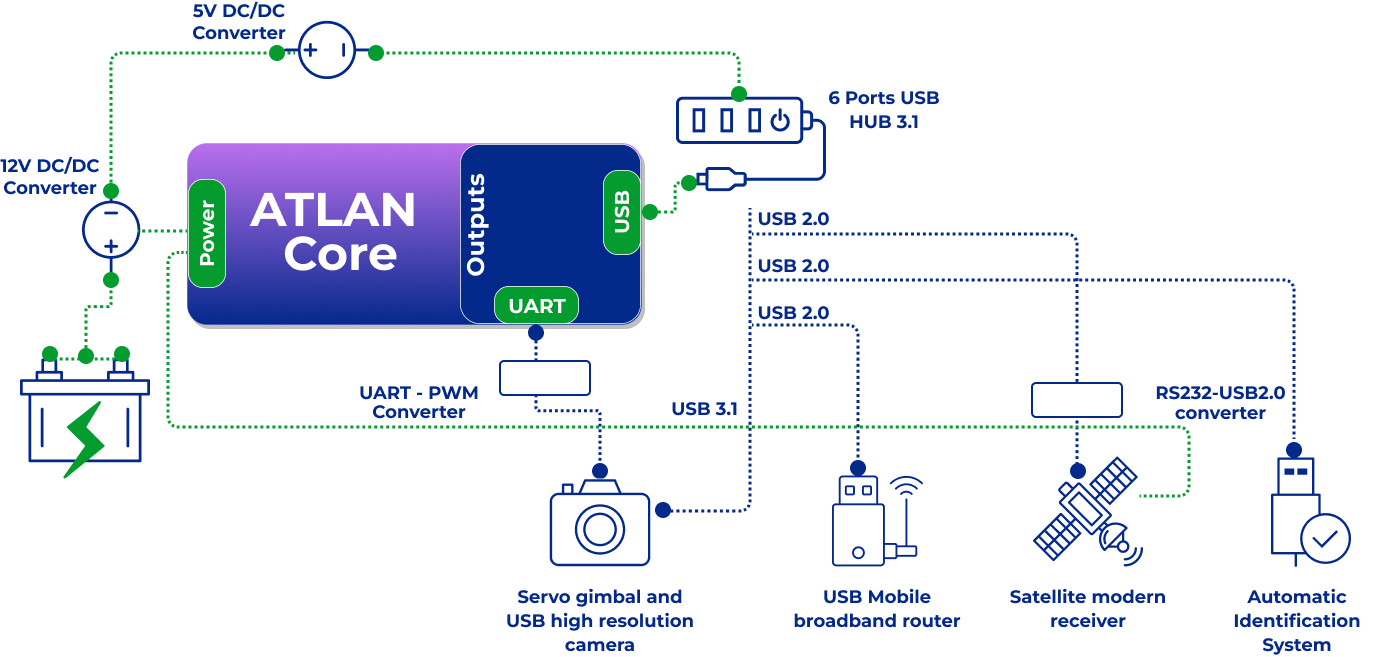 5V DC/DC
Converter
6 Ports USB
HUB 3.1
12V DC/DC
Converter
Power
ATLAN
Core
Outputs
USB
UART
USB 2.0
USB 2.0
USB 2.0
UART - PWM
Converter
USB 3.1
RS232-USB2.0
converter
Servo gimbal and
USB high resolution
camera
USB Mobile
broadband router
Satellite modern
receiver
Automatic
Identification
System